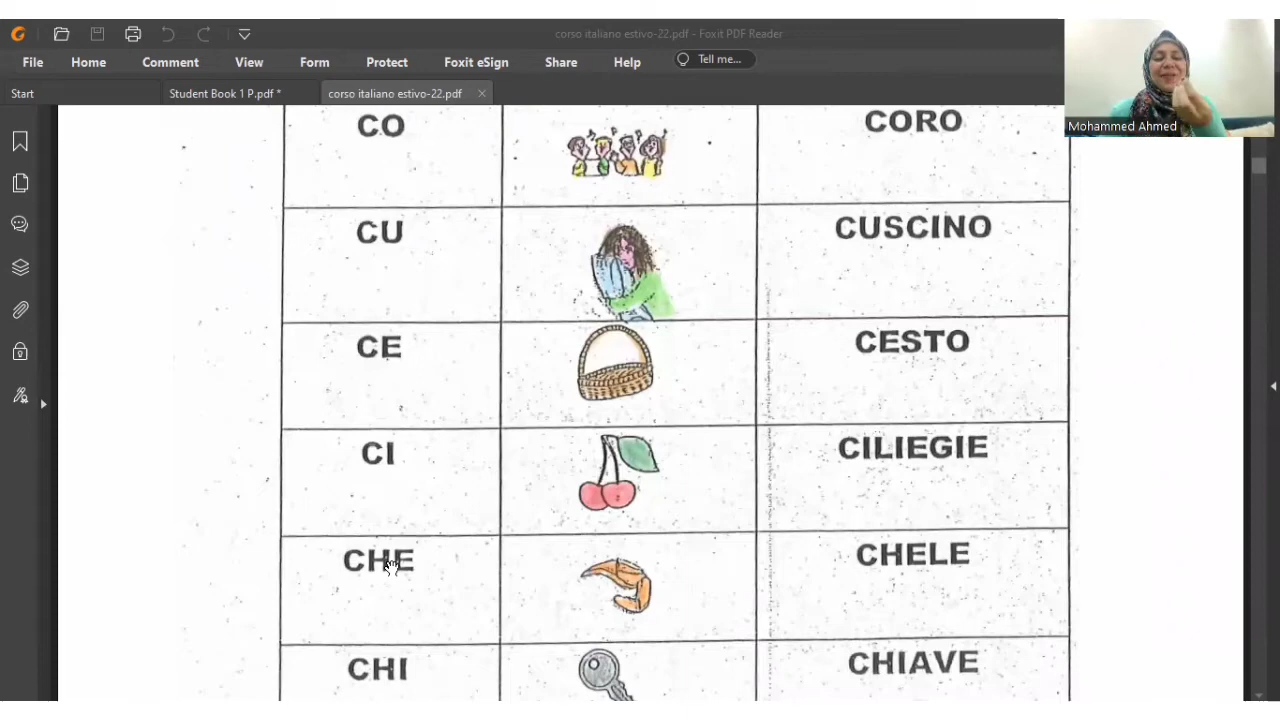 corso italiano estivo-22.pdf - Foxit PDF Reader
File Home Comment View Form Protect Foxit eSign Share Help Tell me...
Start Student Book 1 P.pdf * corso italiano estivo-22.pdf
Mohammed Ahmed
CO CORO
CU CUSCINO
CE CESTO
CI CILIEGIE
CHE CHELE
CHI CHIAVE